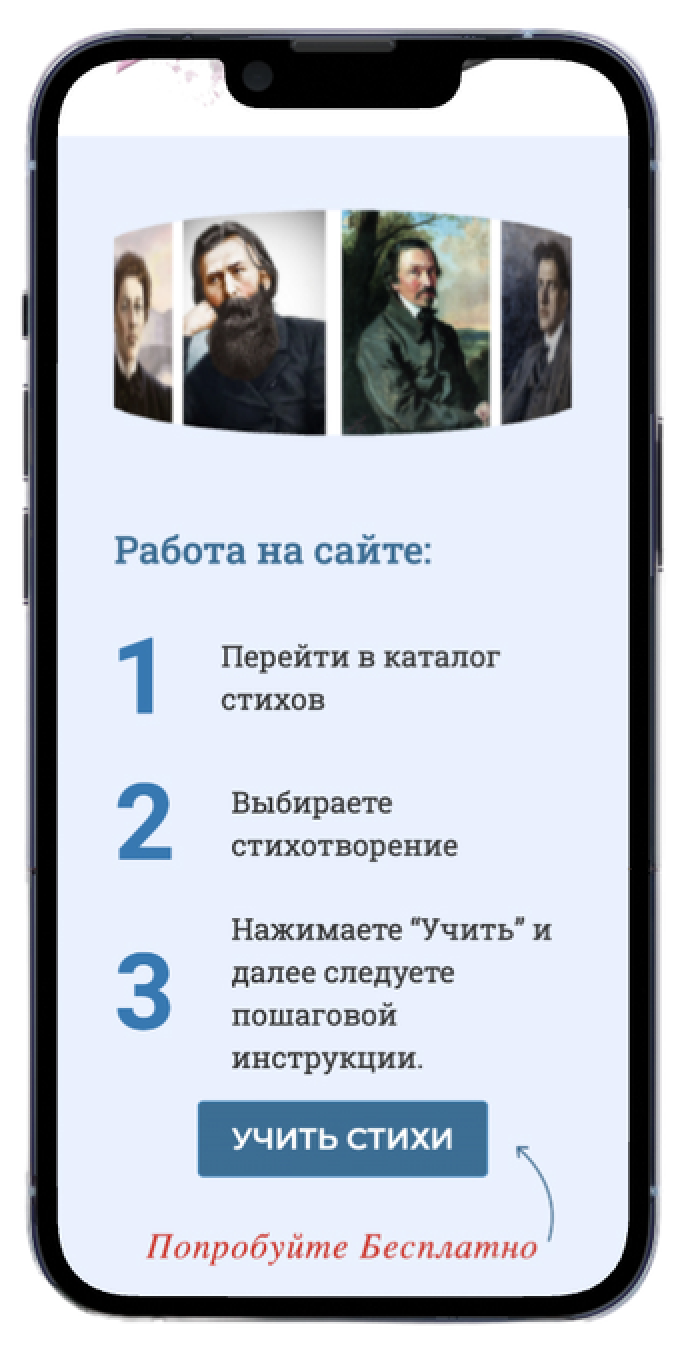 Работа на сайте:
1
Перейти в каталог
стихов
2
Выбираете
стихотворение
3
Нажимаете “Учить” и
далее следуете
пошаговой
инструкции.
УЧИТЬ СТИХИ
Попробуйте Бесплатно